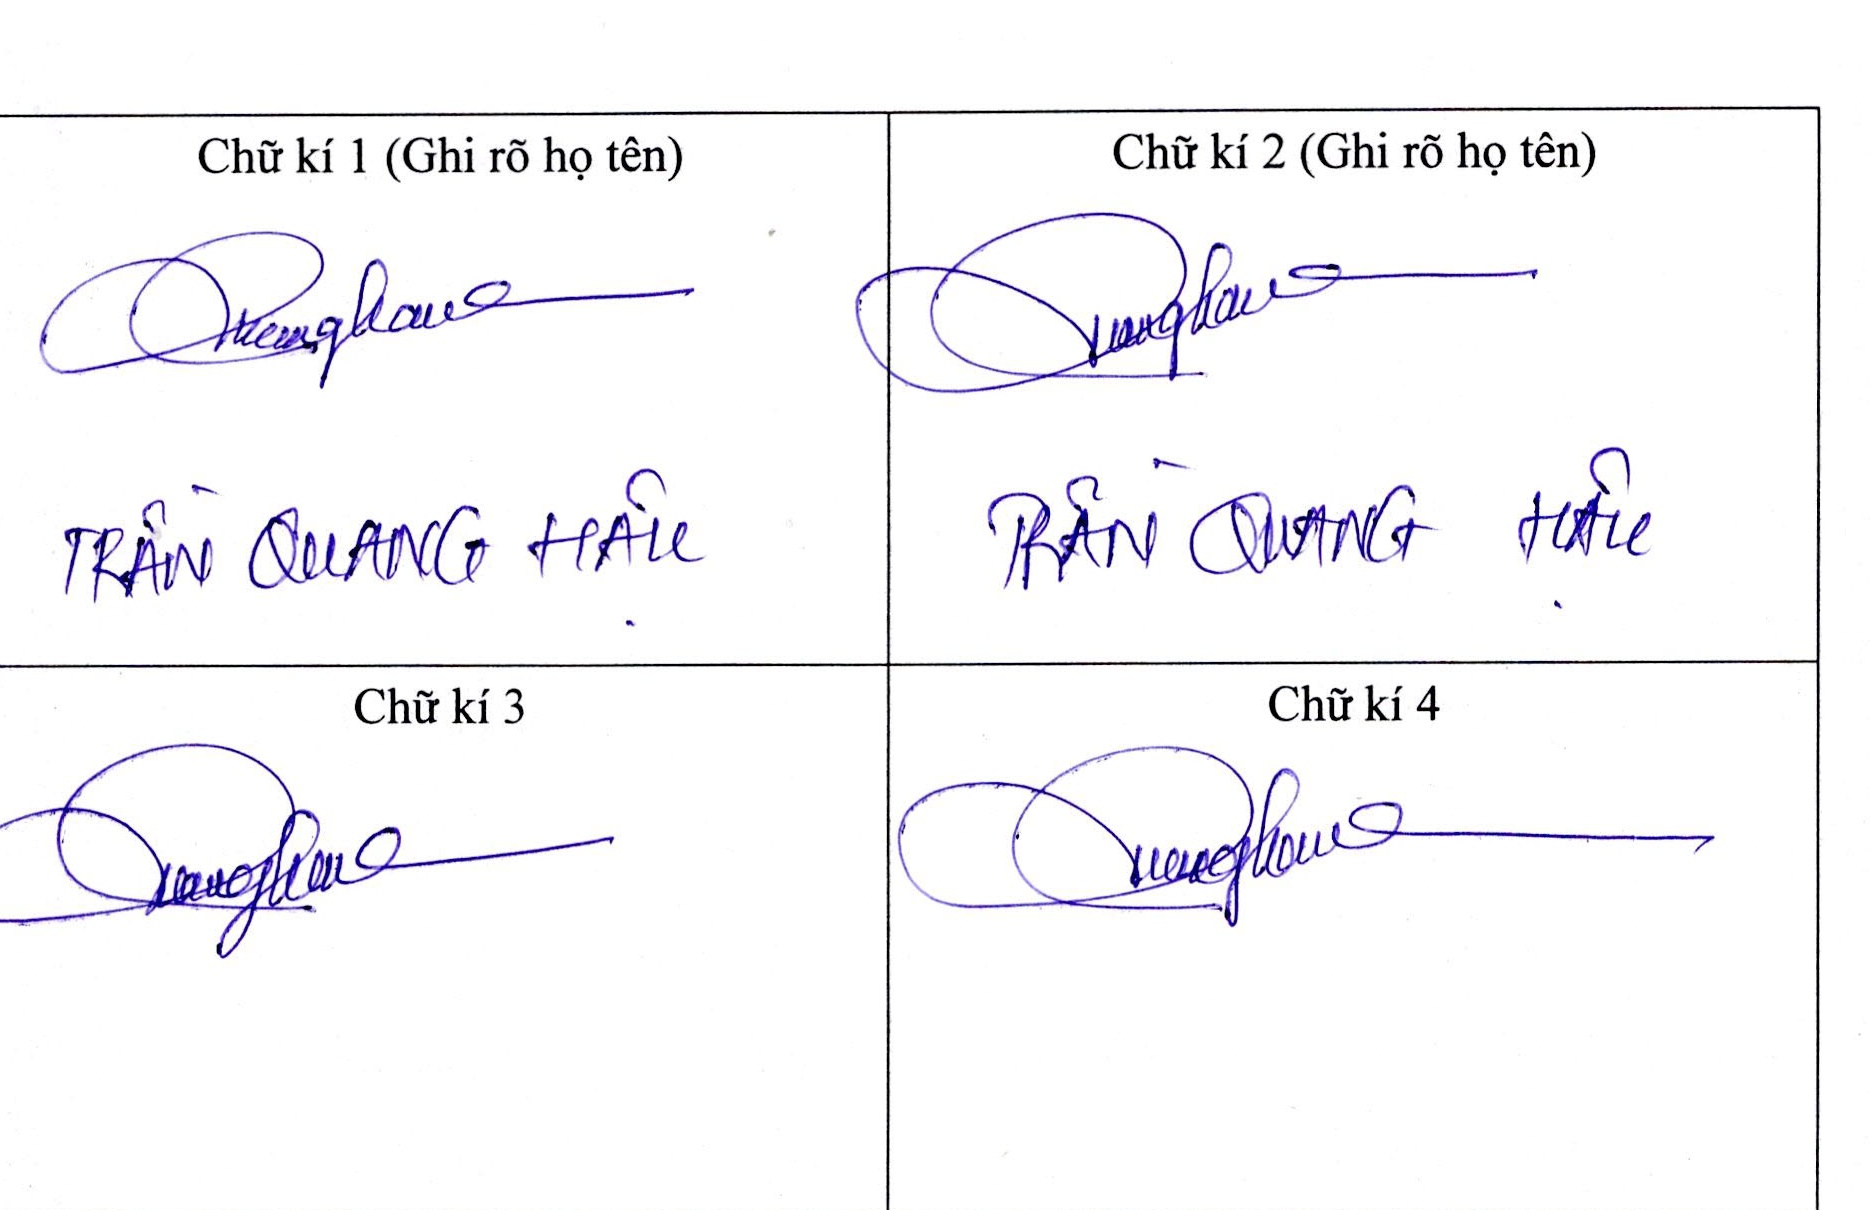 Chữ kí 1 (Ghi rõ họ tên)
Chữ kí 2 (Ghi rõ họ tên)
Quanghau
Quanghau
TRẦN QUANG HẬU
TRẦN QUANG HẬU
Chữ kí 3
Chữ kí 4
Quanghau
Quanghau